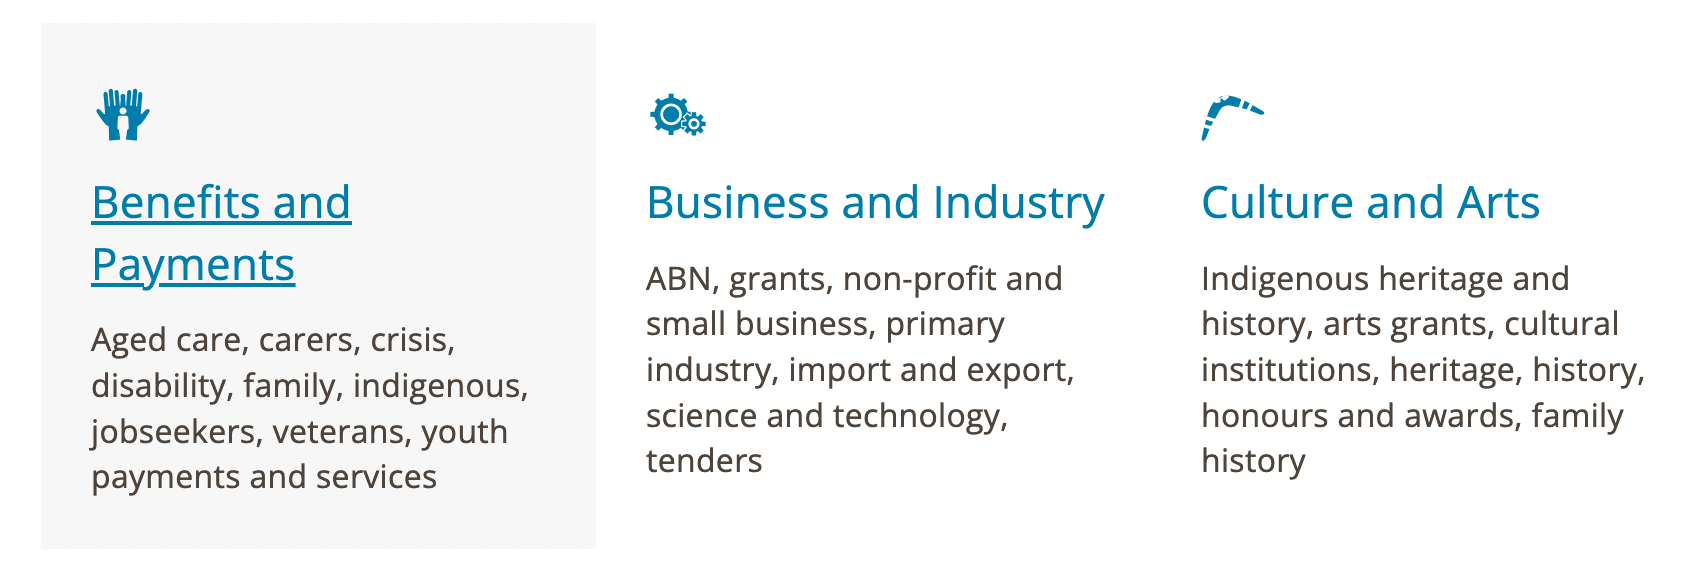 Benefits and
Payments
Aged care, carers, crisis,
disability, family, indigenous,
jobseekers, veterans, youth
payments and services
Business and Industry
ABN, grants, non-profit and
small business, primary
industry, import and export,
science and technology,
tenders
Culture and Arts
Indigenous heritage and
history, arts grants, cultural
institutions, heritage, history,
honours and awards, family
history